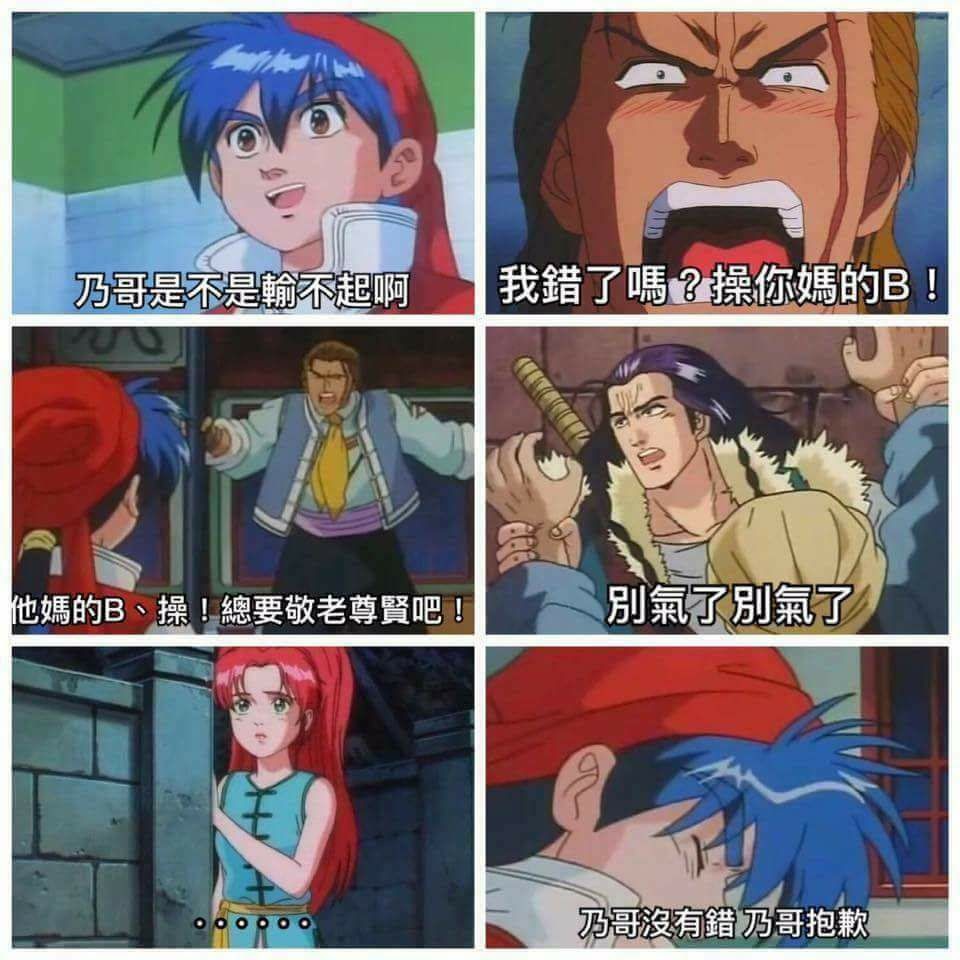 乃哥是不是輸不起啊
我錯了嗎？操你媽的B！
他媽的B、操！總要敬老尊賢吧！
別氣了別氣了
......
乃哥沒有錯 乃哥抱歉